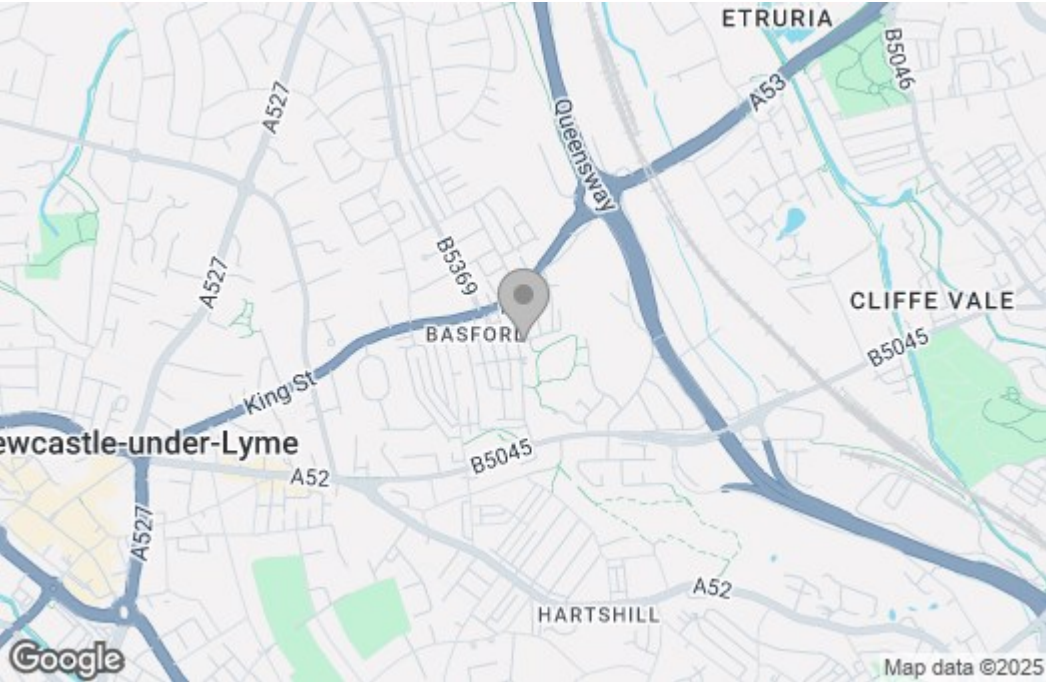 ETRURIA
B5046
A527
A53
Queensway
B5369
A527
CLIFFE VALE
BASFORD
B5045
King St
ewcastle-under-Lyme
B5045
A52
A527
A52
HARTSHILL
Google
Map data ©2025